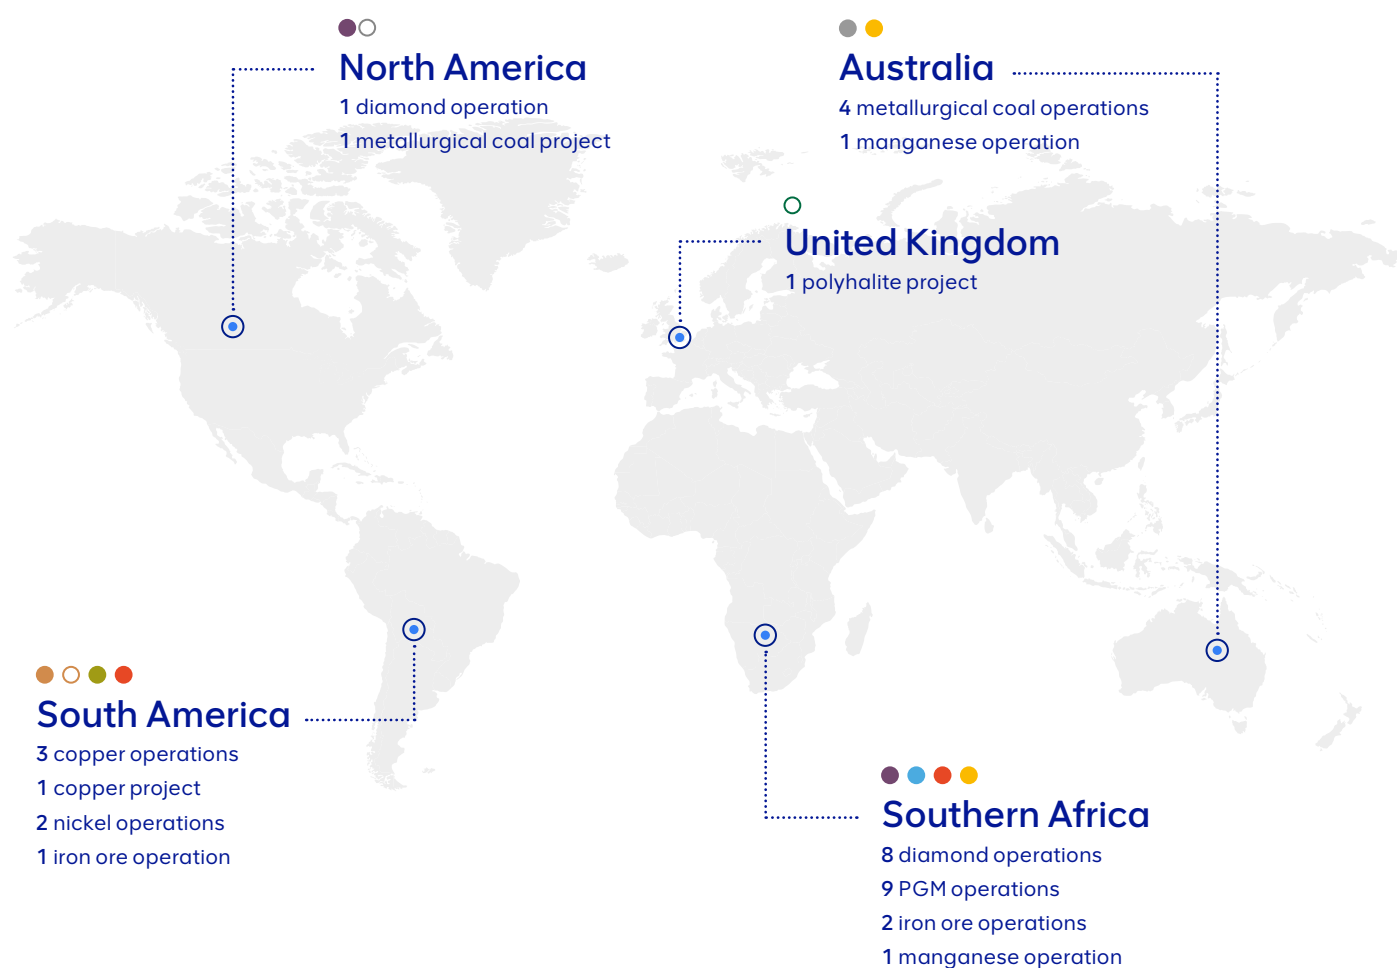 North America
1 diamond operation
1 metallurgical coal project
Australia
4 metallurgical coal operations
1 manganese operation
United Kingdom
1 polyhalite project
South America
3 copper operations
1 copper project
2 nickel operations
1 iron ore operation
Southern Africa
8 diamond operations
9 PGM operations
2 iron ore operations
1 manganese operation